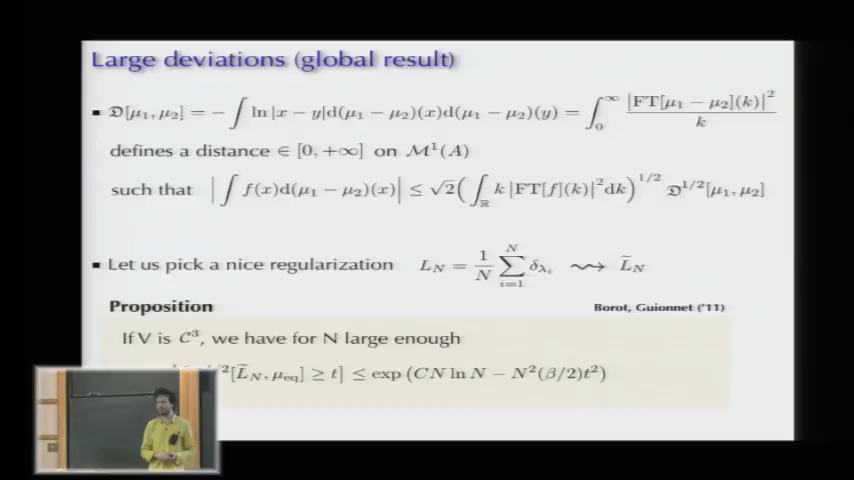 Large deviations (global result)
▪ 𝔇[μ₁, μ₂] = − ∫ ln |x − y|d(μ₁ − μ₂)(x)d(μ₁ − μ₂)(y) = ∫₀^∞ |FT[μ₁ − μ₂](k)|² / k
defines a distance ∈ [0, +∞] on 𝓜¹(A)
such that |∫ f(x)d(μ₁ − μ₂)(x)| ≤ √2(∫_ℝ k |FT[f](k)|²dk)^{1/2} 𝔇^{1/2}[μ₁, μ₂]
▪ Let us pick a nice regularization L_N = 1/N ∑_{i=1}^N δ_{λ_i} ⇝ L̃_N
Proposition Borot, Guionnet ('11)
If V is 𝒞³, we have for N large enough
/2[L̃_N, μ_eq] ≥ t] ≤ exp (CN ln N − N²(β/2)t²)